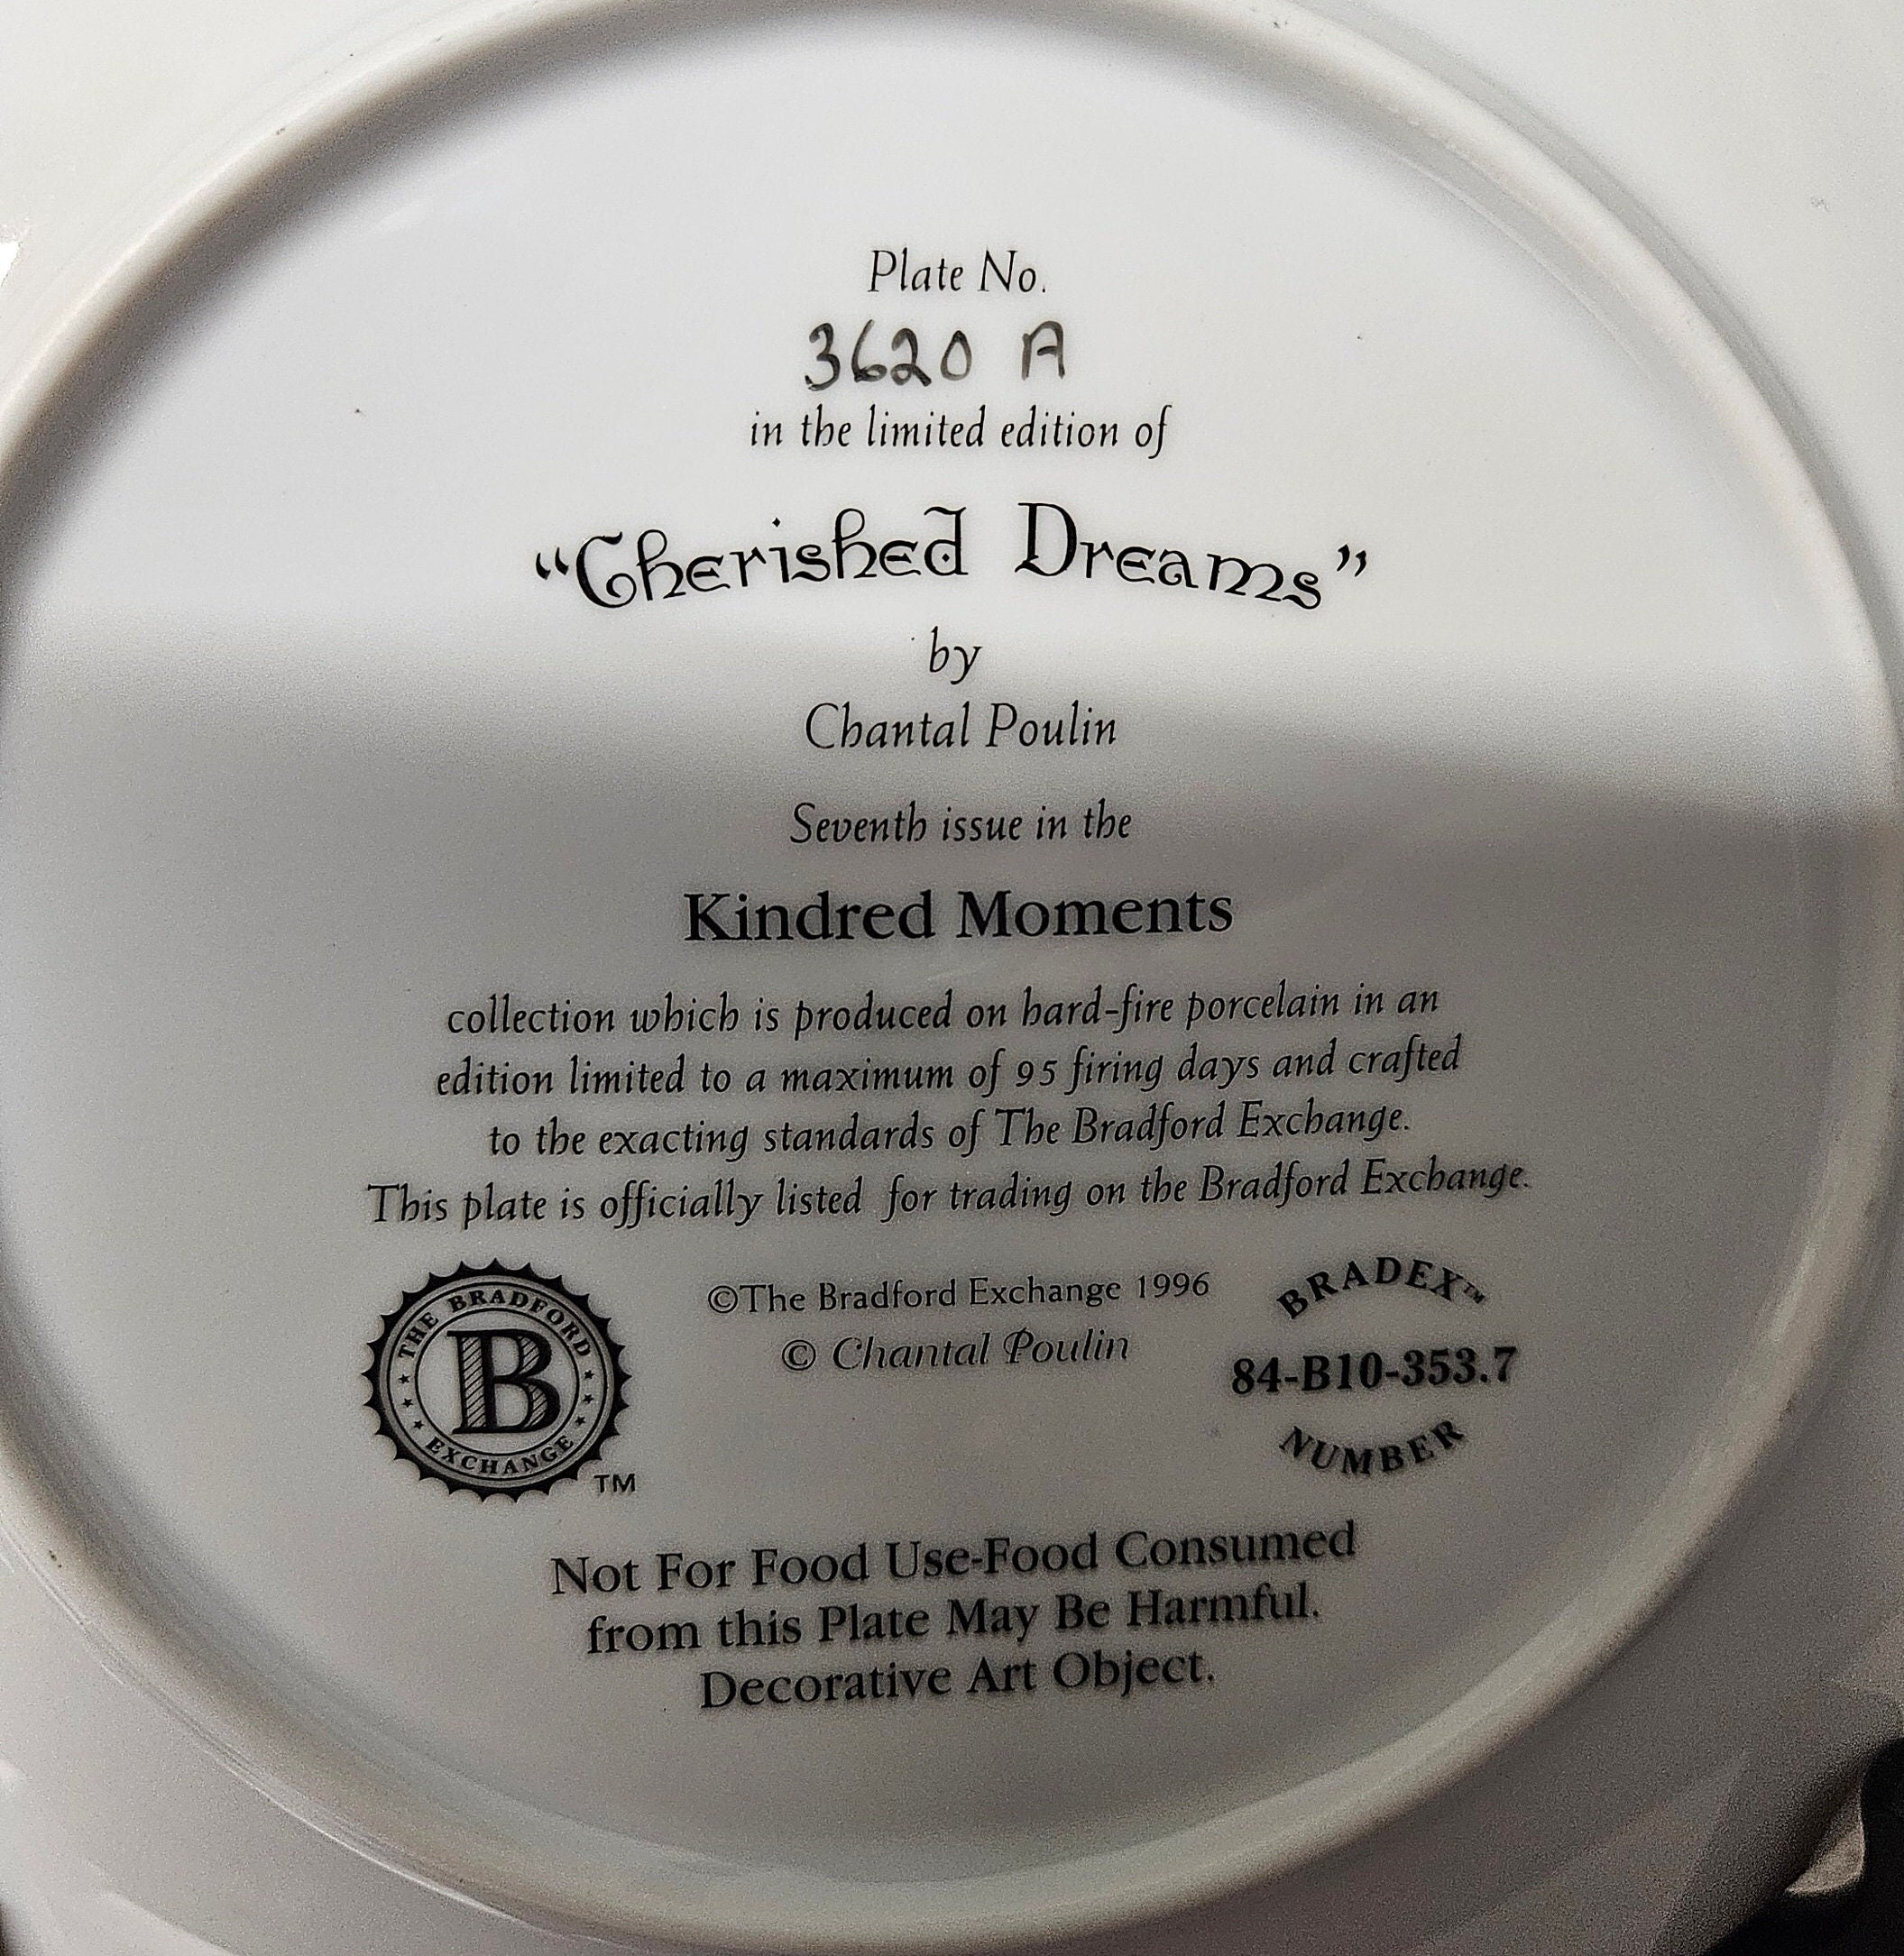 Plate No.
3620 A
in the limited edition of
“Cherished Dreams”
by
Chantal Poulin
Seventh issue in the
Kindred Moments
collection which is produced on hard-fire porcelain in an
edition limited to a maximum of 95 firing days and crafted
to the exacting standards of The Bradford Exchange.
This plate is officially listed for trading on the Bradford Exchange.
THE BRADFORD
B
EXCHANGE
TM
©The Bradford Exchange 1996
© Chantal Poulin
BRADEX™
84-B10-353.7
NUMBER
Not For Food Use-Food Consumed
from this Plate May Be Harmful.
Decorative Art Object.